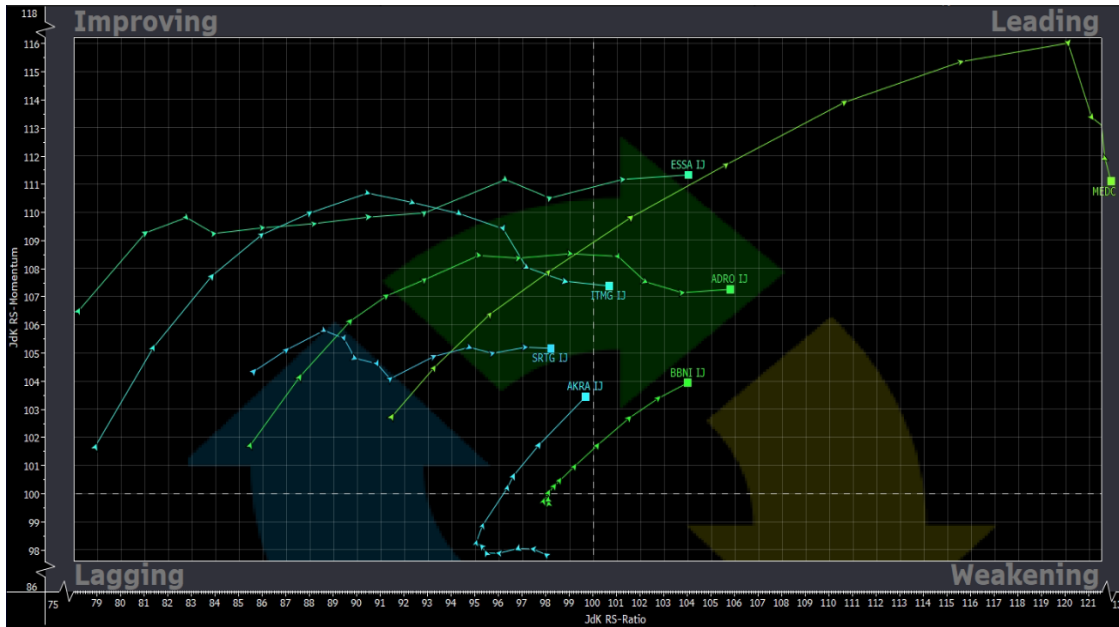 Improving
Leading
118
116
115
114
113
112
111
110
109
108
107
106
105
104
103
102
101
100
99
98
86
JdK RS-Momentum
ESSA IJ
MEDC
ITMG IJ
ADRO IJ
SRTG IJ
AKRA IJ
BBNI IJ
Lagging
Weakening
75 79 80 81 82 83 84 85 86 87 88 89 90 91 92 93 94 95 96 97 98 99 100 101 102 103 104 105 106 107 108 109 110 111 112 113 114 115 116 117 118 119 120 121
JdK RS-Ratio